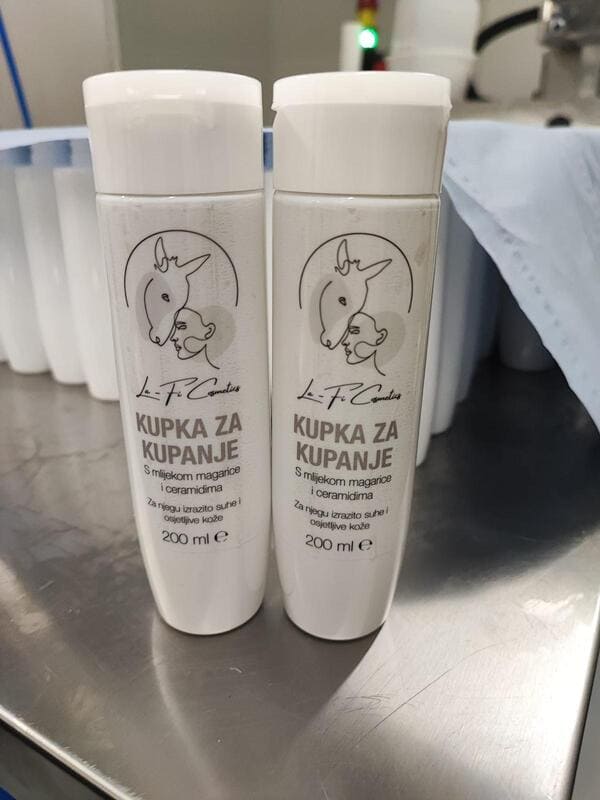 La-Fi Cosmetics
KUPKA ZA
KUPANJE
S mlijekom magarice
i ceramidima
Za njegu izrazito suhe i
osjetljive kože
200 ml ℮
La-Fi Cosmetics
KUPKA ZA
KUPANJE
S mlijekom magarice
i ceramidima
Za njegu izrazito suhe i
osjetljive kože
200 ml ℮